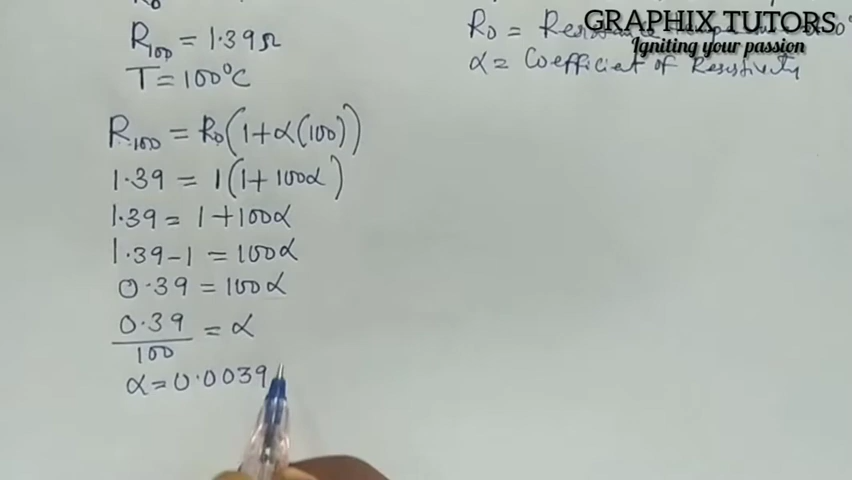 GRAPHIX TUTORS
Igniting your passion
R₁₀₀ = 1.39Ω
T = 100°C
R₀ =
α = Coefficient of Resistivity
R₁₀₀ = R₀(1+α(100))
1.39 = 1(1+100α)
1.39 = 1+100α
1.39-1 = 100α
0.39 = 100α
0.39/100 = α
α = 0.0039